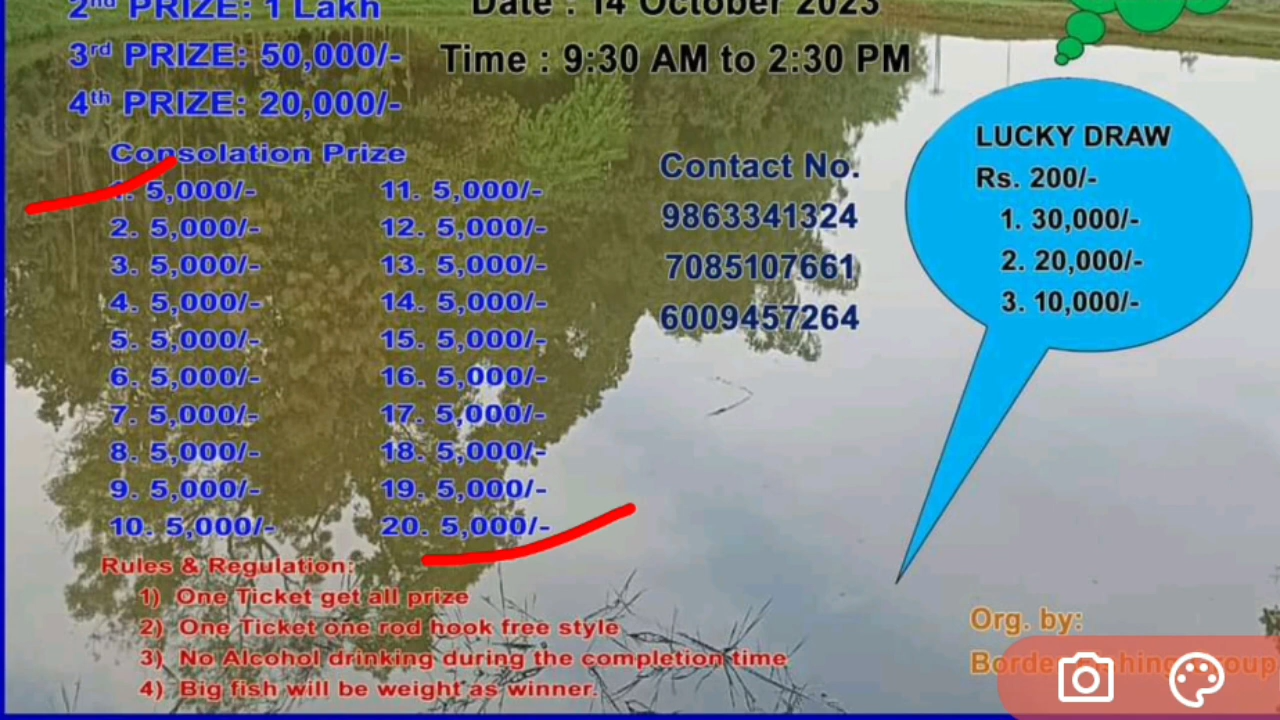 2nd PRIZE: 1 Lakh
3rd PRIZE: 50,000/-
4th PRIZE: 20,000/-
Date : 14 October 2023
Time : 9:30 AM to 2:30 PM
Consolation Prize
1. 5,000/-
2. 5,000/-
3. 5,000/-
4. 5,000/-
5. 5,000/-
6. 5,000/-
7. 5,000/-
8. 5,000/-
9. 5,000/-
10. 5,000/-
11. 5,000/-
12. 5,000/-
13. 5,000/-
14. 5,000/-
15. 5,000/-
16. 5,000/-
17. 5,000/-
18. 5,000/-
19. 5,000/-
20. 5,000/-
Contact No.
9863341324
7085107661
6009457264
LUCKY DRAW
Rs. 200/-
1. 30,000/-
2. 20,000/-
3. 10,000/-
Rules & Regulation:
1) One Ticket get all prize
2) One Ticket one rod hook free style
3) No Alcohol drinking during the completion time
4) Big fish will be weight as winner.
Org. by: